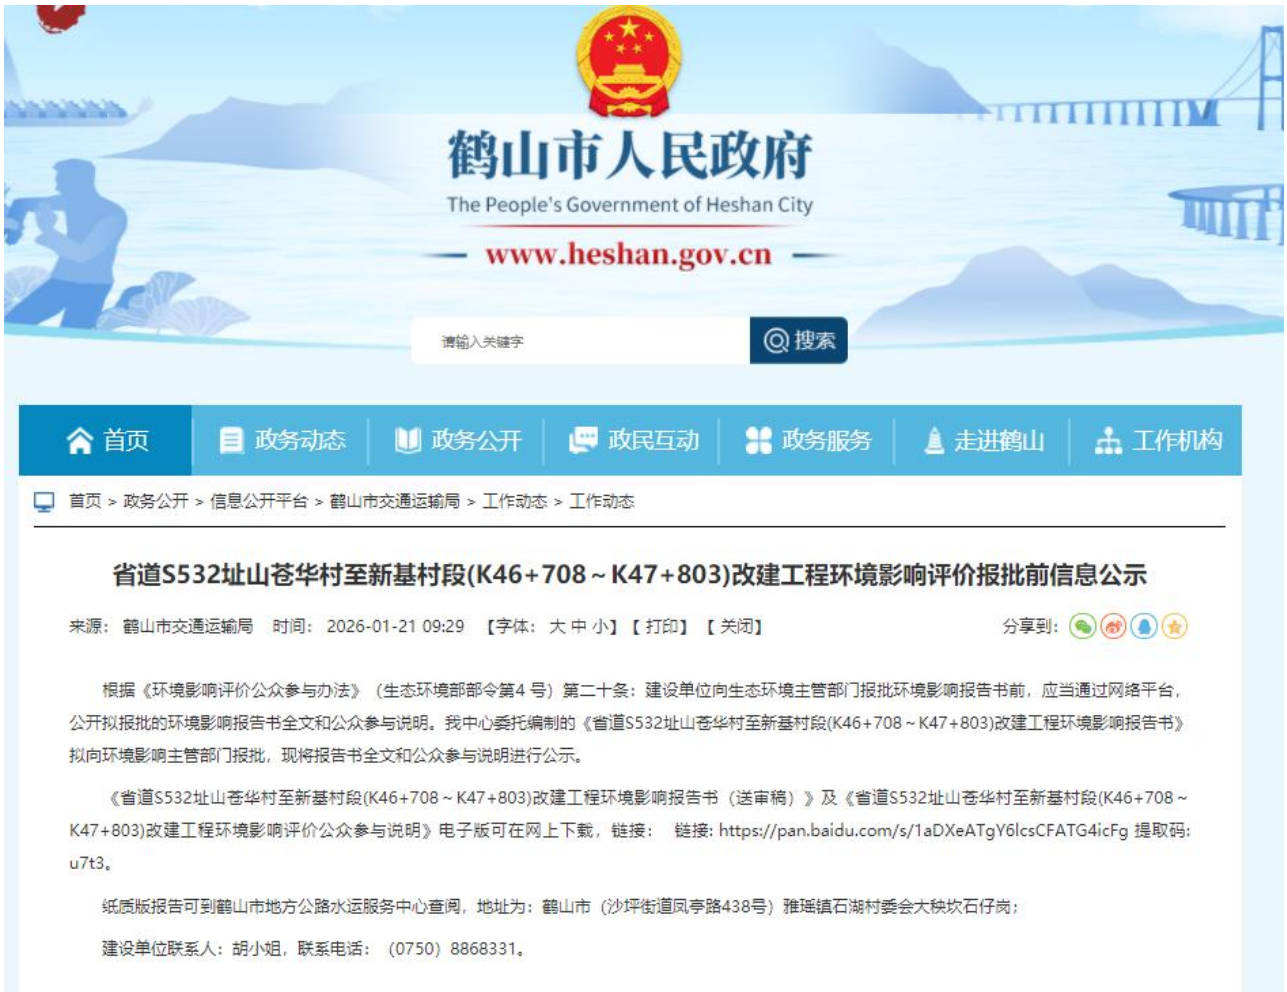 鹤山市人民政府
The People's Government of Heshan City
www.heshan.gov.cn
请输入关键字
搜索
首页 政务动态 政务公开 政民互动 政务服务 走进鹤山 工作机构
首页 > 政务公开 > 信息公开平台 > 鹤山市交通运输局 > 工作动态 > 工作动态
省道S532址山苍华村至新基村段(K46+708～K47+803)改建工程环境影响评价报批前信息公示
来源： 鹤山市交通运输局 时间： 2026-01-21 09:29 【字体： 大 中 小】 【 打印】 【 关闭】 分享到：
根据《环境影响评价公众参与办法》（生态环境部部令第4 号）第二十条：建设单位向生态环境主管部门报批环境影响报告书前，应当通过网络平台，
公开拟报批的环境影响报告书全文和公众参与说明。我中心委托编制的《省道S532址山苍华村至新基村段(K46+708～K47+803)改建工程环境影响报告书》
拟向环境影响主管部门报批，现将报告书全文和公众参与说明进行公示。
《省道S532址山苍华村至新基村段(K46+708～K47+803)改建工程环境影响报告书（送审稿）》及《省道S532址山苍华村至新基村段(K46+708～
K47+803)改建工程环境影响评价公众参与说明》电子版可在网上下载，链接： 链接: https://pan.baidu.com/s/1aDXeATgY6lcsCFATG4icFg 提取码:
u7t3。
纸质版报告可到鹤山市地方公路水运服务中心查阅，地址为：鹤山市（沙坪街道凤亭路438号）雅瑶镇石湖村委会大秧坎石仔岗；
建设单位联系人：胡小姐，联系电话：（0750）8868331。